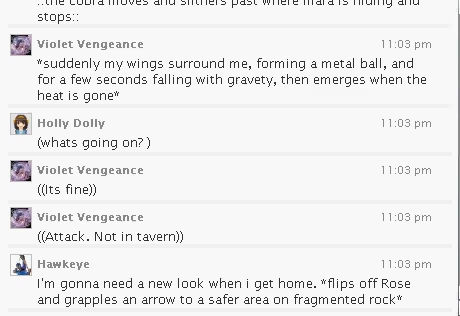 ::the cobra moves and slithers past where mara is hiding and
stops::
Violet Vengeance 11:03 pm
*suddenly my wings surround me, forming a metal ball, and
for a few seconds falling with gravety, then emerges when the
heat is gone*
Holly Dolly 11:03 pm
(whats going on? )
Violet Vengeance 11:03 pm
((Its fine))
Violet Vengeance 11:03 pm
((Attack. Not in tavern))
Hawkeye 11:03 pm
I'm gonna need a new look when i get home. *flips off Rose
and grapples an arrow to a safer area on fragmented rock*